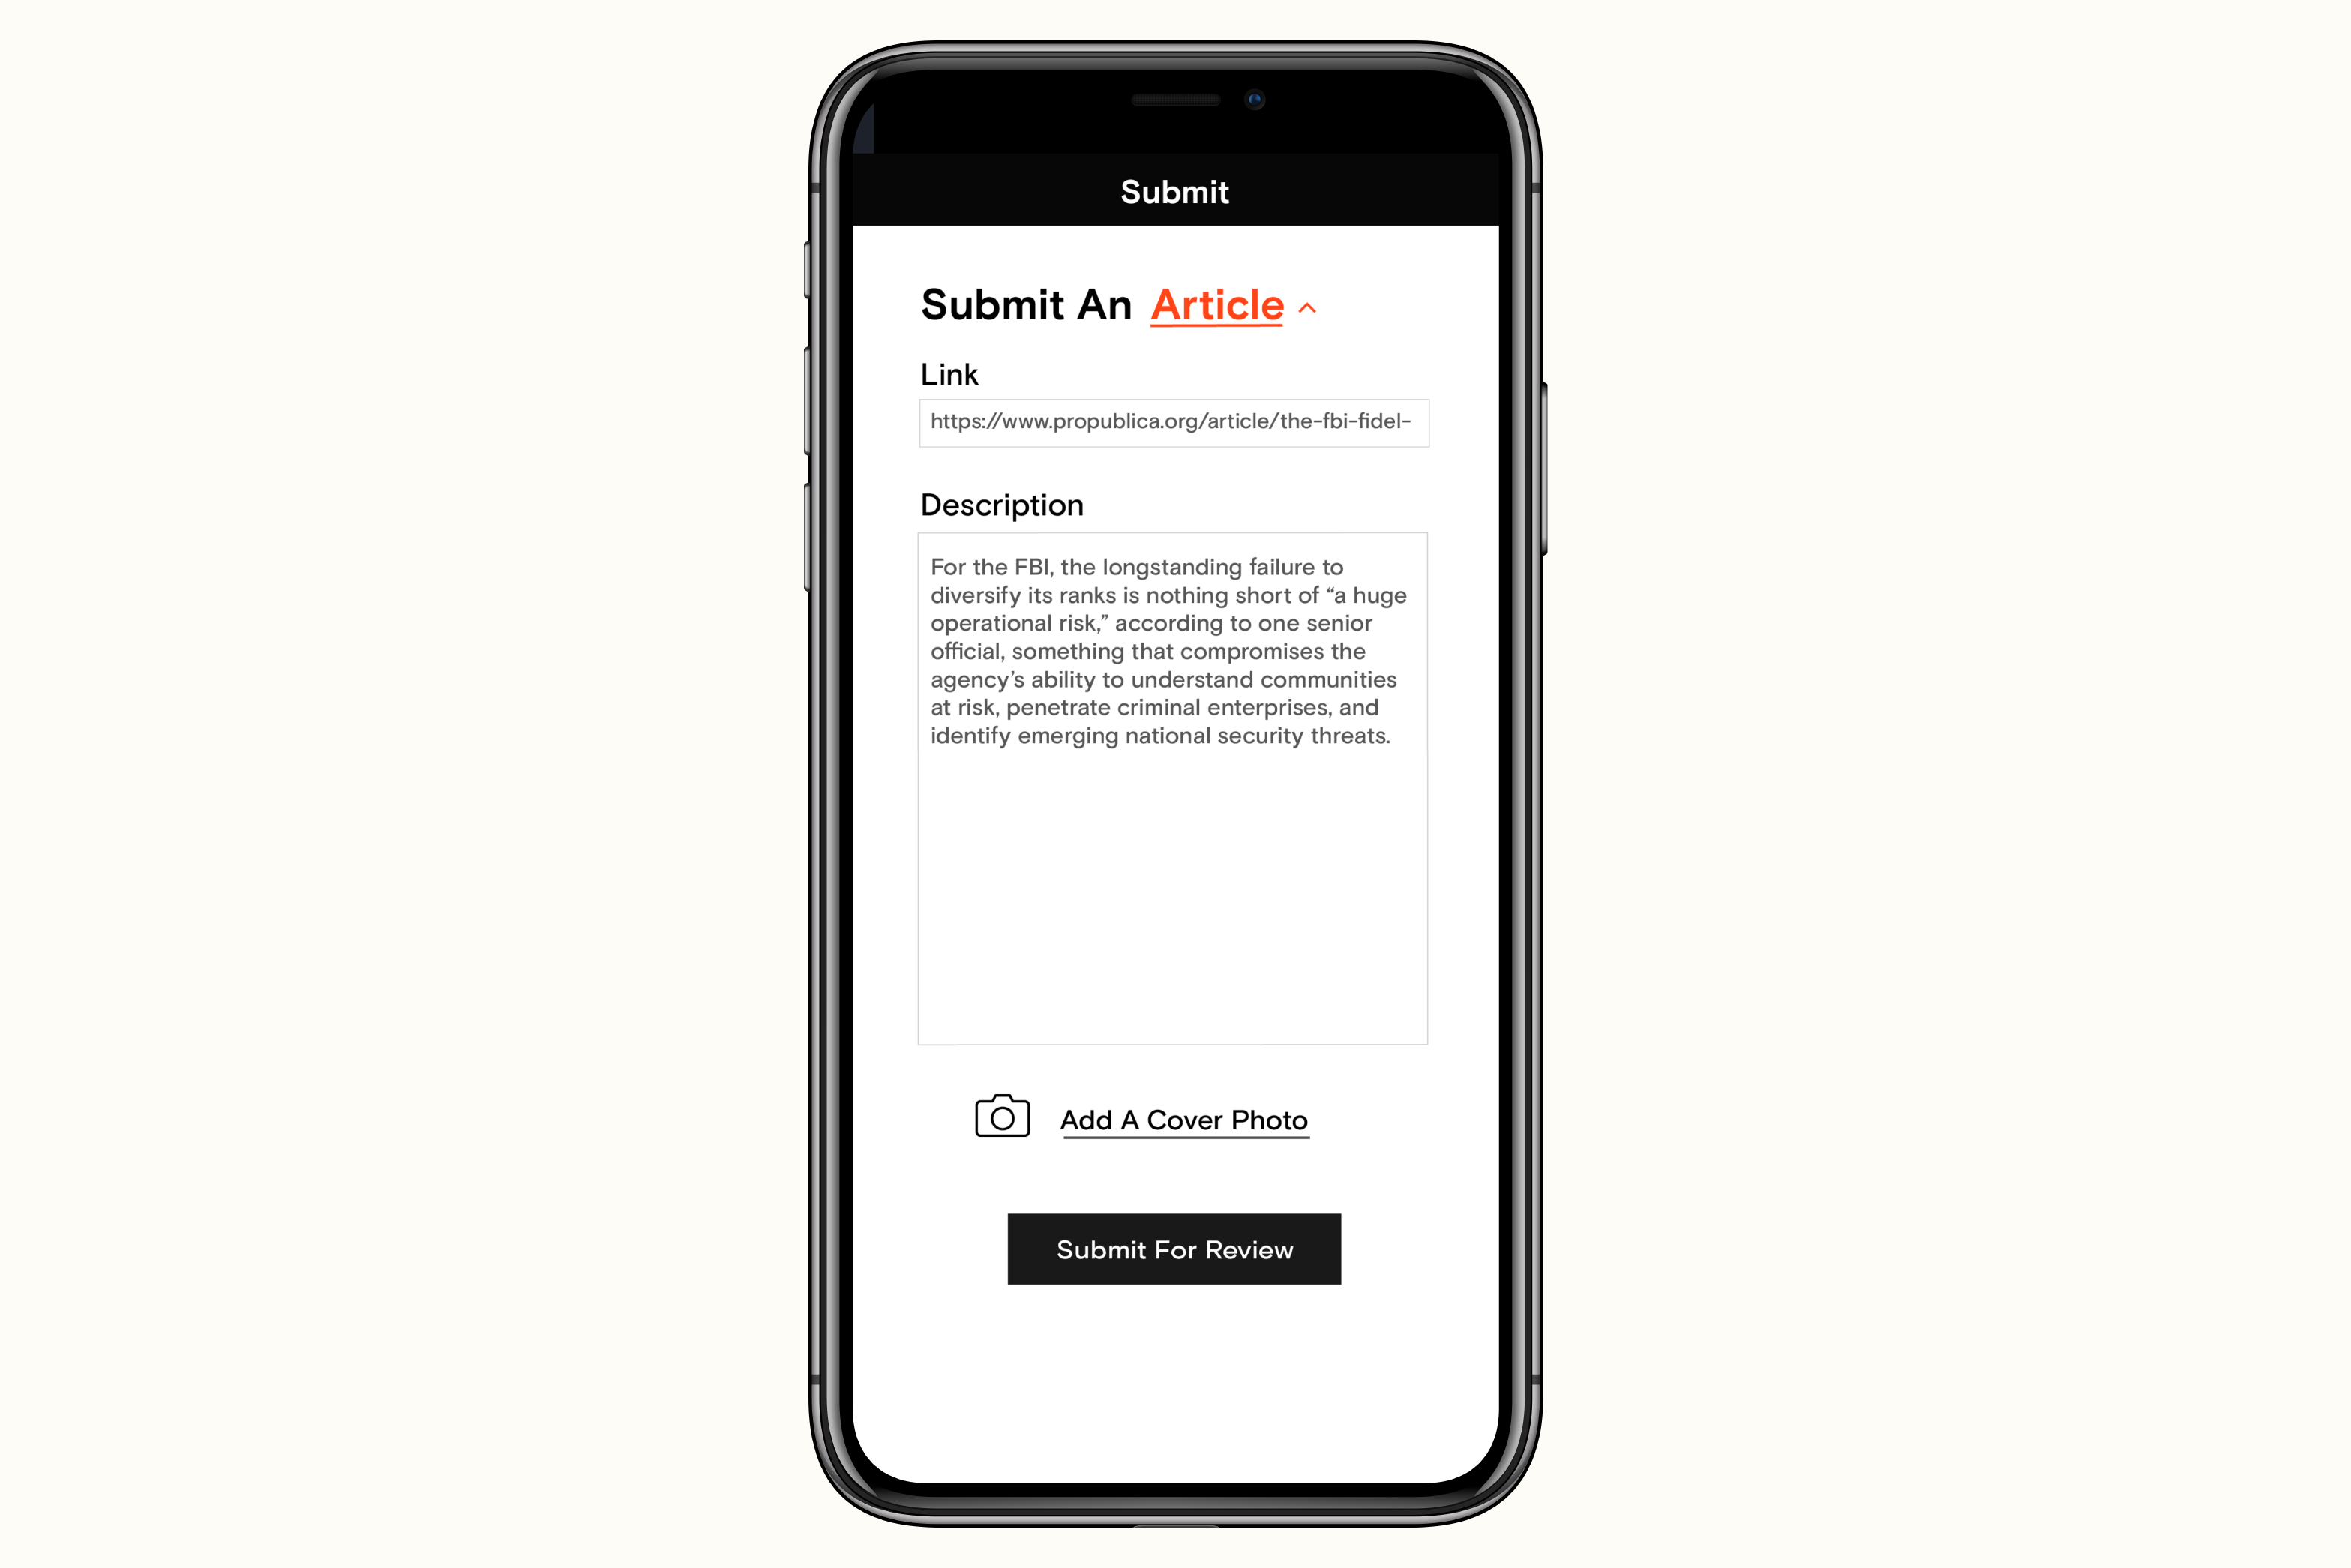 Submit
Submit An Article
Link
https://www.propublica.org/article/the-fbi-fidel-
Description
For the FBI, the longstanding failure to
diversify its ranks is nothing short of “a huge
operational risk,” according to one senior
official, something that compromises the
agency’s ability to understand communities
at risk, penetrate criminal enterprises, and
identify emerging national security threats.
Add A Cover Photo
Submit For Review